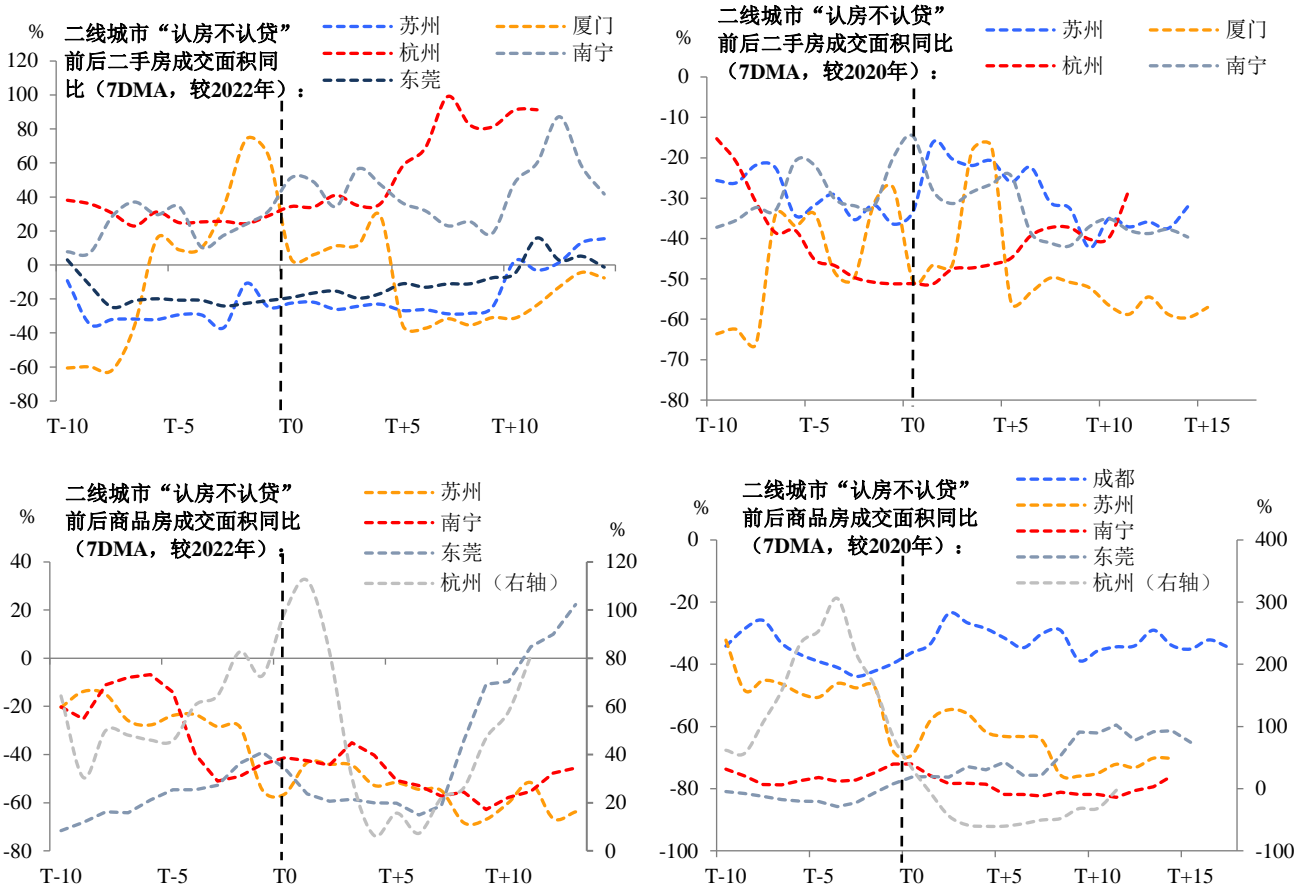 %
二线城市“认房不认贷”
前后二手房成交面积同
比（7DMA，较2022年）：
苏州
厦门
杭州
南宁
东莞
120
100
80
60
40
20
0
-20
-40
-60
-80
T-10
T-5
T0
T+5
T+10
%
二线城市“认房不认贷”
前后二手房成交面积同比
（7DMA，较2020年）：
苏州
厦门
杭州
南宁
0
-10
-20
-30
-40
-50
-60
-70
-80
T-10
T-5
T0
T+5
T+10
T+15
%
二线城市“认房不认贷”
前后商品房成交面积同比
（7DMA，较2022年）：
苏州
南宁
东莞
杭州（右轴）
%
40
20
0
-20
-40
-60
-80
120
100
80
60
40
20
0
T-10
T-5
T0
T+5
T+10
%
二线城市“认房不认贷”
前后商品房成交面积同比
（7DMA，较2020年）：
成都
苏州
南宁
东莞
杭州（右轴）
%
0
-20
-40
-60
-80
-100
400
300
200
100
0
-100
T-10
T-5
T0
T+5
T+10
T+15